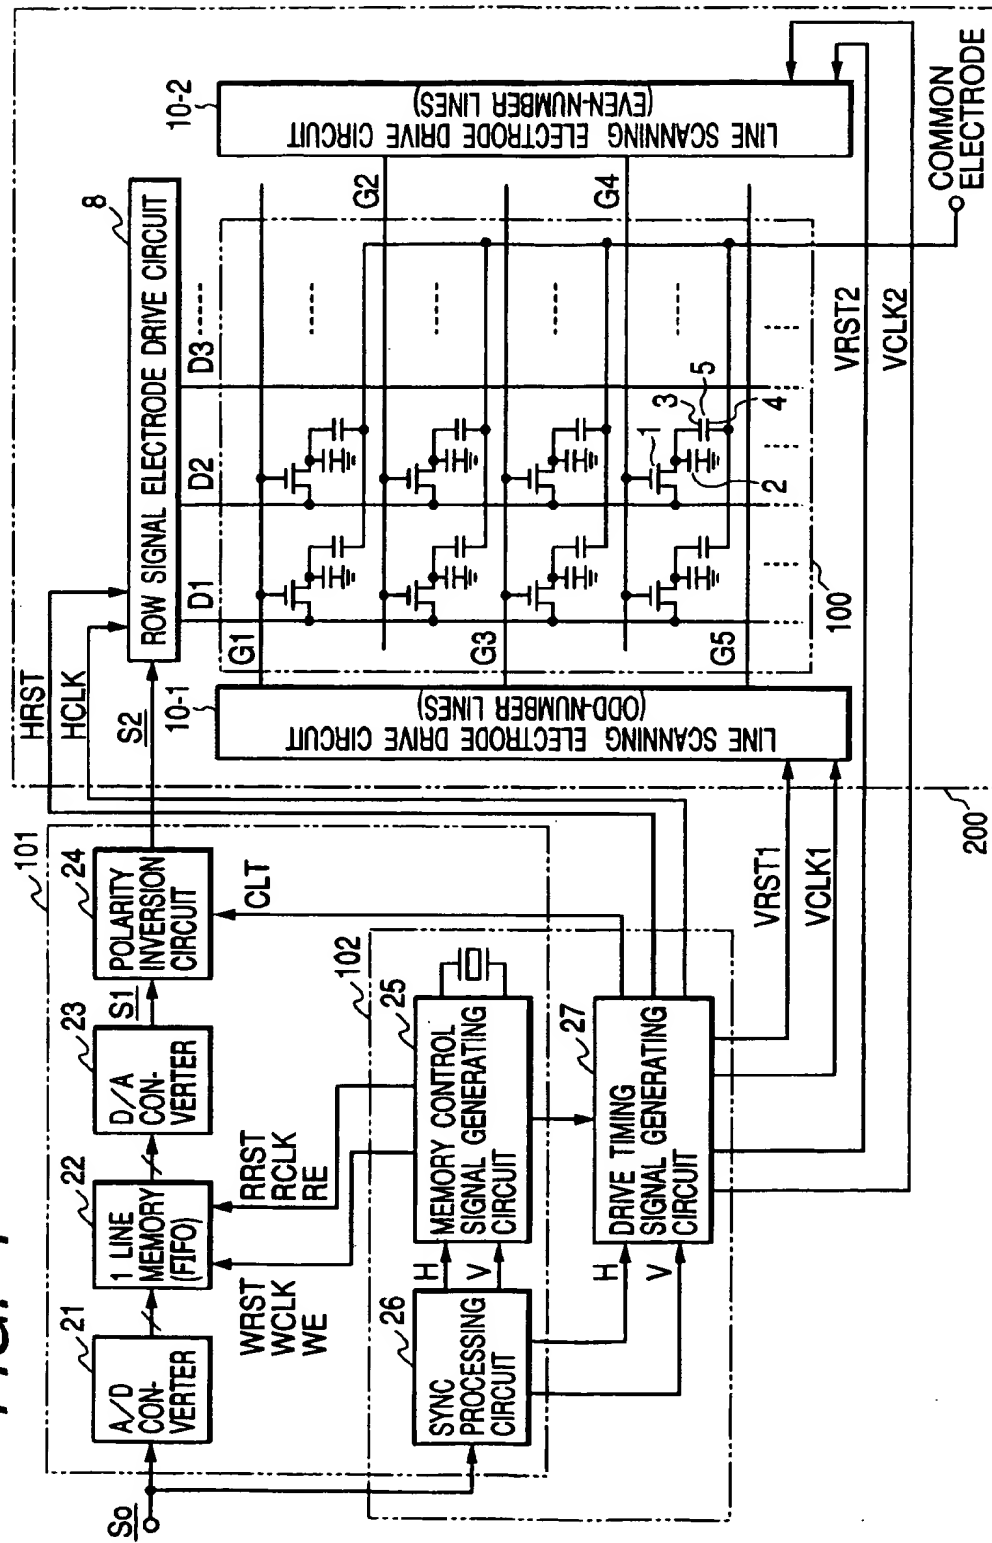 So
101
21
A/D
CON-
VERTER
22
1 LINE
MEMORY
(FIFO)
23
D/A
CON-
VERTER
S1
24
POLARITY
INVERSION
CIRCUIT
S2
HRST
HCLK
8
ROW SIGNAL ELECTRODE DRIVE CIRCUIT
WRST
WCLK
WE
RRST
RCLK
RE
CLT
102
26
SYNC
PROCESSING
CIRCUIT
H
V
25
MEMORY CONTROL
SIGNAL GENERATING
CIRCUIT
H
V
27
DRIVE TIMING
SIGNAL GENERATING
CIRCUIT
VRST1
VCLK1
VRST2
VCLK2
200
10-1
LINE SCANNING ELECTRODE DRIVE CIRCUIT
(ODD-NUMBER LINES)
10-2
LINE SCANNING ELECTRODE DRIVE CIRCUIT
(EVEN-NUMBER LINES)
D1
D2
D3
G1
G2
G3
G4
G5
1
2
3
5
4
100
COMMON
ELECTRODE